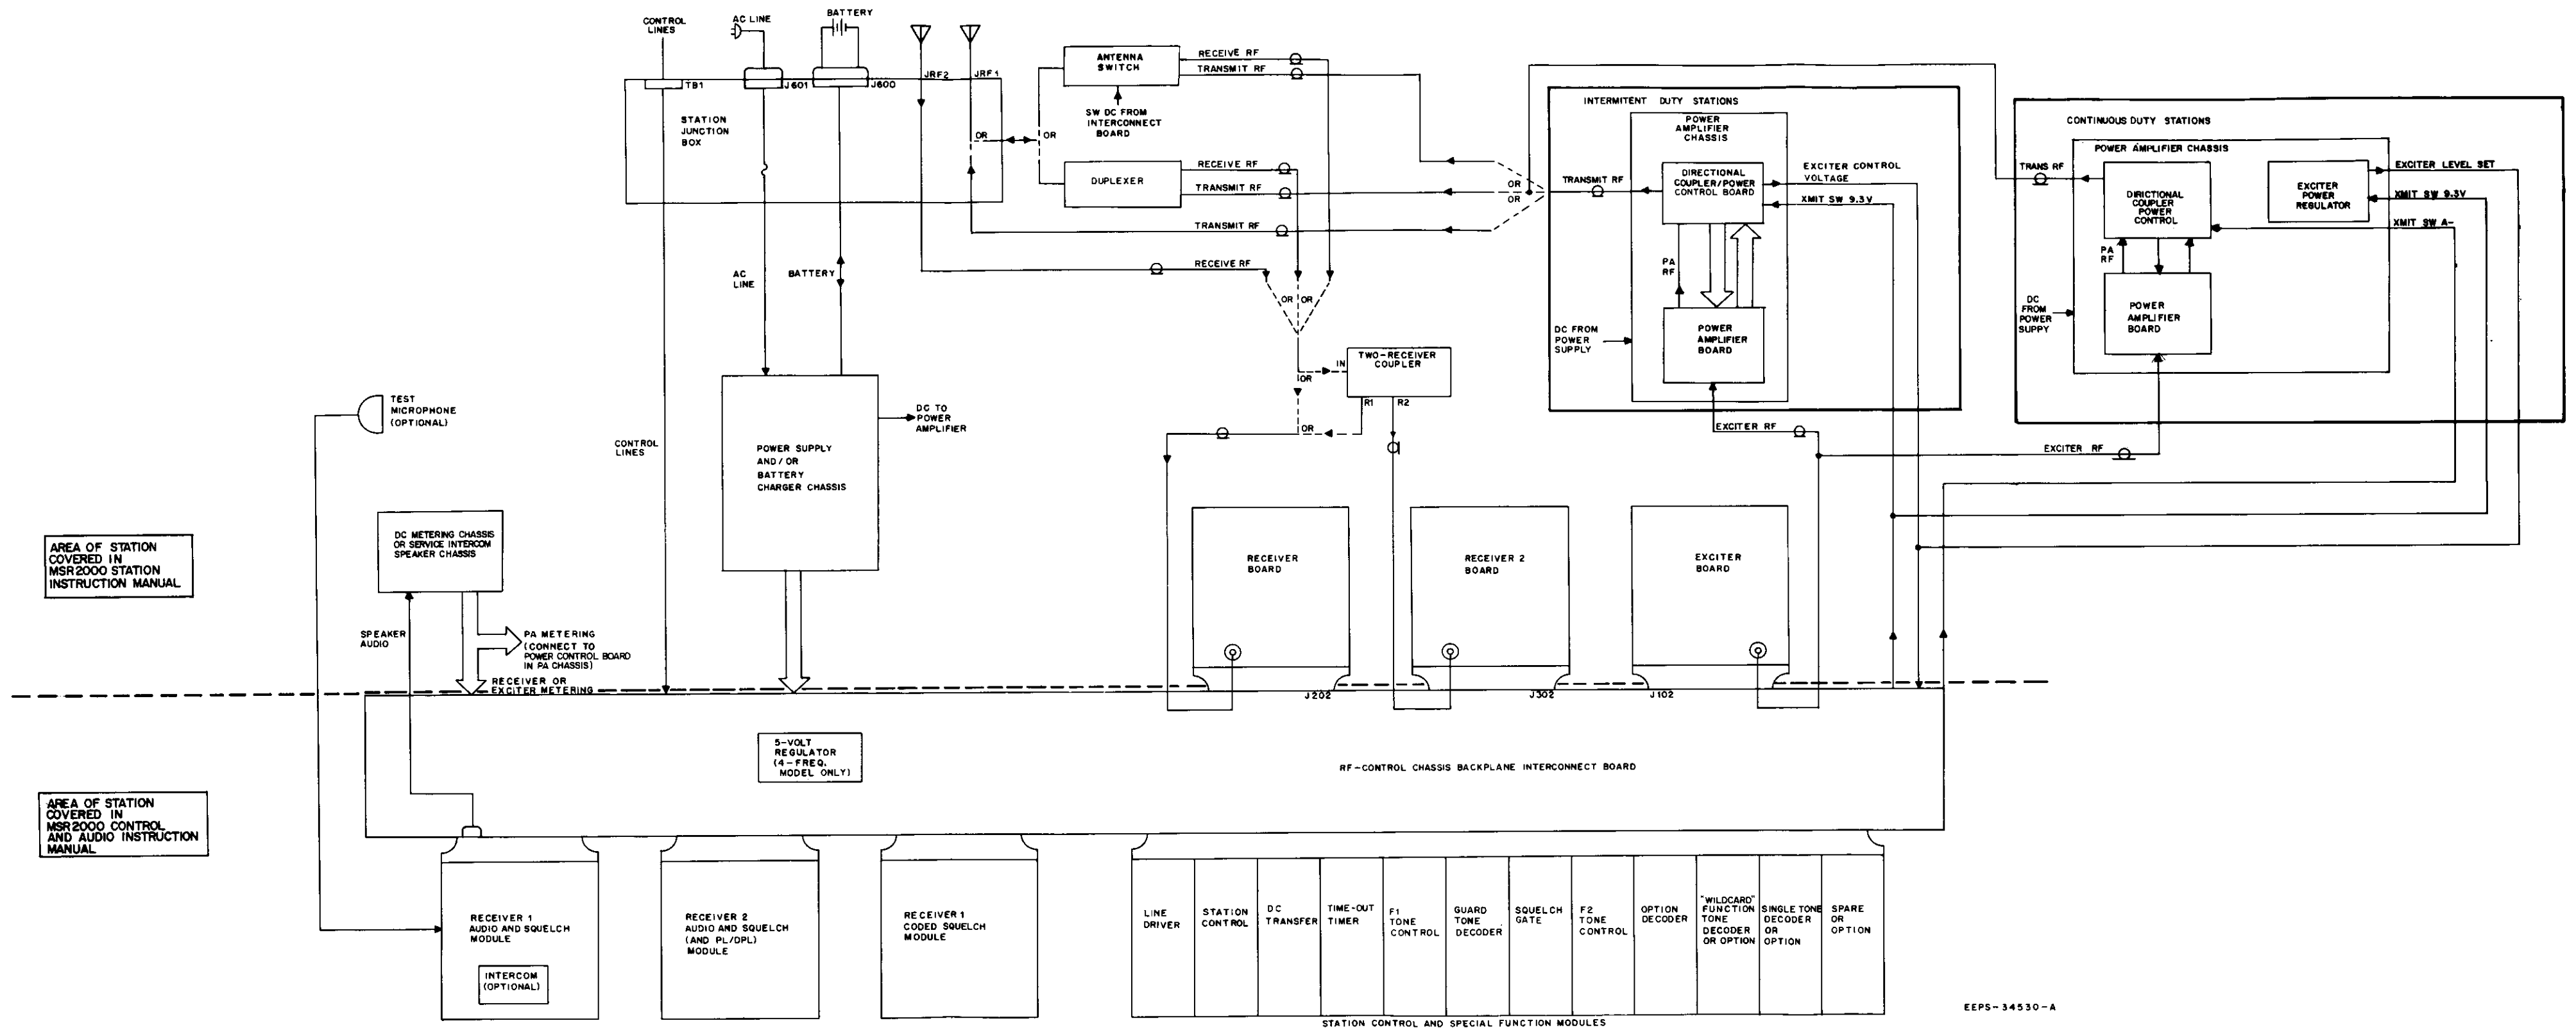 CONTROL
LINES
AC LINE
BATTERY
TB1
J601
J600
JRF2
JRF1
STATION
JUNCTION
BOX
OR
OR
ANTENNA
SWITCH
SW DC FROM
INTERCONNECT
BOARD
DUPLEXER
RECEIVE RF
TRANSMIT RF
RECEIVE RF
TRANSMIT RF
TRANSMIT RF
RECEIVE RF
OR
OR
OR OR
INTERMITENT DUTY STATIONS
POWER
AMPLIFIER
CHASSIS
TRANSMIT RF
DIRECTIONAL
COUPLER/POWER
CONTROL BOARD
EXCITER CONTROL
VOLTAGE
XMIT SW 9.3V
PA
RF
DC FROM
POWER
SUPPLY
POWER
AMPLIFIER
BOARD
EXCITER RF
CONTINUOUS DUTY STATIONS
POWER AMPLIFIER CHASSIS
TRANS RF
DIRCTIONAL
COUPLER
POWER
CONTROL
EXCITER
POWER
REGULATOR
EXCITER LEVEL SET
XMIT SW 9.3V
XMIT SW A-
PA
RF
DC
FROM
POWER
SUPPY
POWER
AMPLIFIER
BOARD
EXCITER RF
AC
LINE
BATTERY
TWO-RECEIVER
COUPLER
IN
OR
R1
R2
OR
TEST
MICROPHONE
(OPTIONAL)
CONTROL
LINES
POWER SUPPLY
AND/OR
BATTERY
CHARGER CHASSIS
DC TO
POWER
AMPLIFIER
AREA OF STATION
COVERED IN
MSR2000 STATION
INSTRUCTION MANUAL
DC METERING CHASSIS
OR SERVICE INTERCOM
SPEAKER CHASSIS
SPEAKER
AUDIO
PA METERING
(CONNECT TO
POWER CONTROL BOARD
IN PA CHASSIS)
RECEIVER OR
EXCITER METERING
RECEIVER
BOARD
RECEIVER 2
BOARD
EXCITER
BOARD
J202
J302
J102
5-VOLT
REGULATOR
(4-FREQ.
MODEL ONLY)
RF-CONTROL CHASSIS BACKPLANE INTERCONNECT BOARD
AREA OF STATION
COVERED IN
MSR2000 CONTROL
AND AUDIO INSTRUCTION
MANUAL
RECEIVER 1
AUDIO AND SQUELCH
MODULE
INTERCOM
(OPTIONAL)
RECEIVER 2
AUDIO AND SQUELCH
(AND PL/DPL)
MODULE
RECEIVER 1
CODED SQUELCH
MODULE
LINE
DRIVER
STATION
CONTROL
DC
TRANSFER
TIME-OUT
TIMER
F1
TONE
CONTROL
GUARD
TONE
DECODER
SQUELCH
GATE
F2
TONE
CONTROL
OPTION
DECODER
"WILDCARD"
FUNCTION
TONE
DECODER
OR OPTION
SINGLE TONE
DECODER
OR
OPTION
SPARE
OR
OPTION
STATION CONTROL AND SPECIAL FUNCTION MODULES
EEPS-34530-A